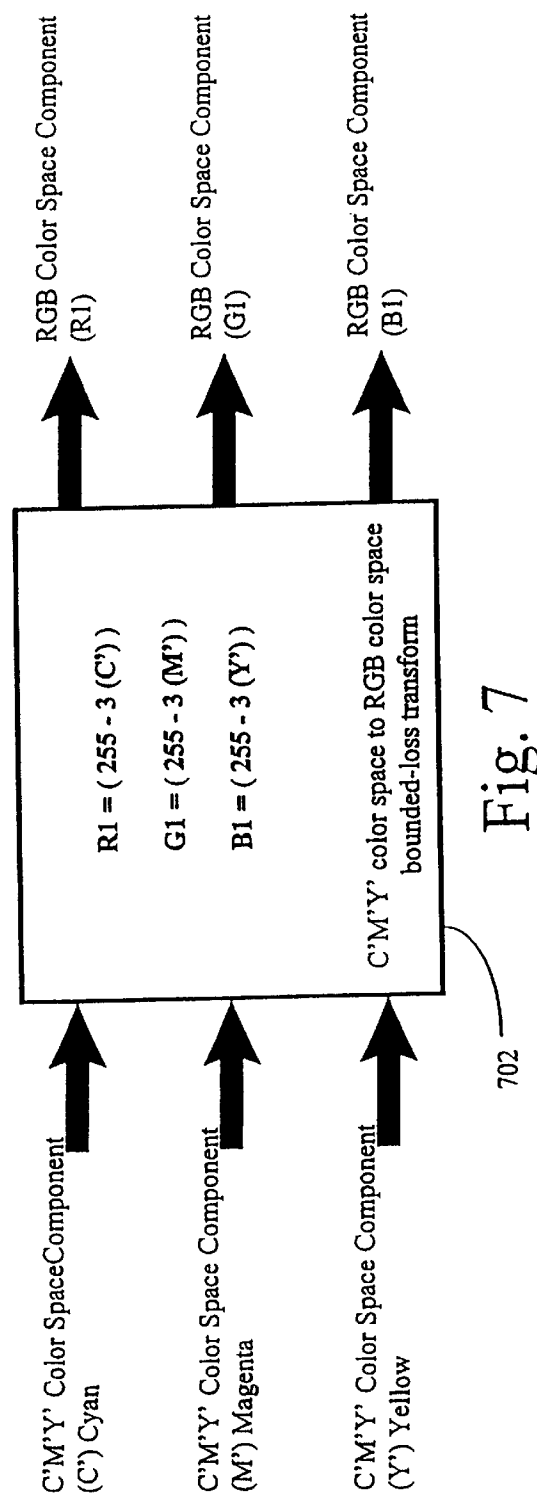 C'M'Y' Color SpaceComponent
(C') Cyan
C'M'Y' Color Space Component
(M') Magenta
C'M'Y' Color Space Component
(Y') Yellow
R1 = ( 255 - 3 (C') )
G1 = ( 255 - 3 (M') )
B1 = ( 255 - 3 (Y') )
C'M'Y' color space to RGB color space
bounded-loss transform
702
RGB Color Space Component
(R1)
RGB Color Space Component
(G1)
RGB Color Space Component
(B1)
Fig. 7